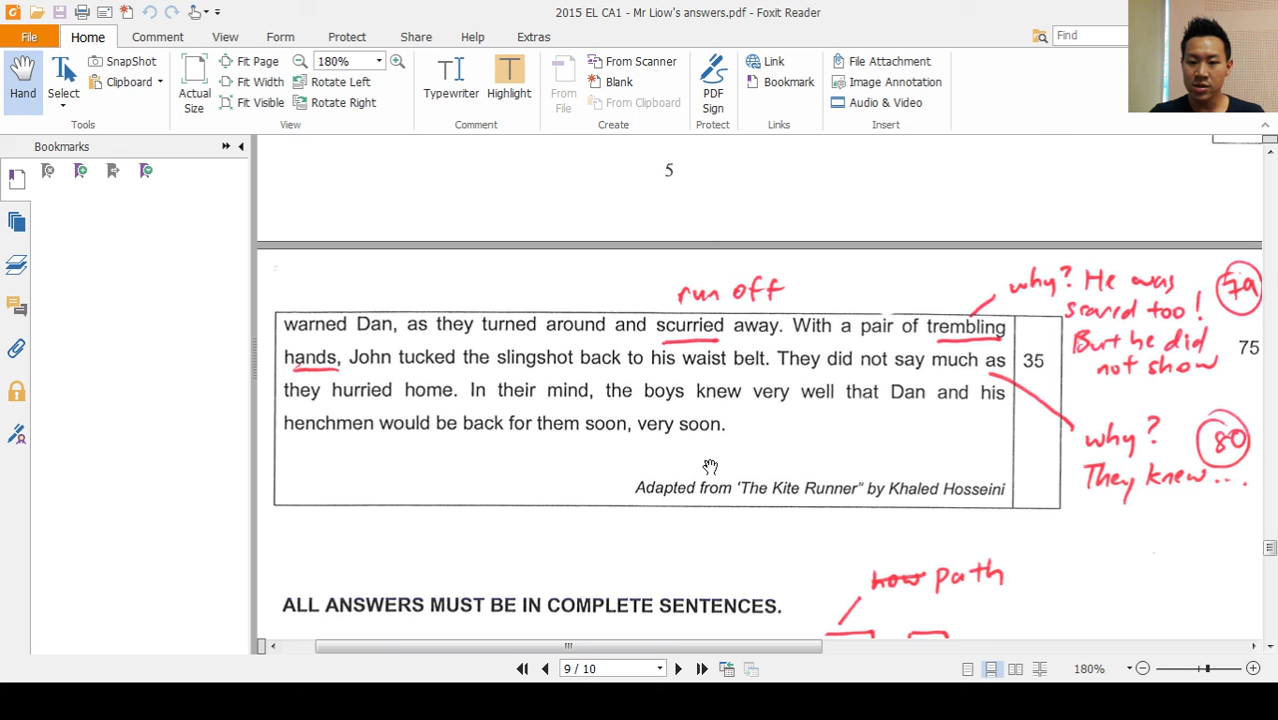 2015 EL CA1 - Mr Liow's answers.pdf - Foxit Reader
File Home Comment View Form Protect Share Help Extras
Find
Hand
Select
SnapShot
Clipboard
Actual Size
Fit Page
Fit Width
Fit Visible
180%
Rotate Left
Rotate Right
Typewriter
Highlight
From File
From Scanner
Blank
From Clipboard
PDF Sign
Link
Bookmark
File Attachment
Image Annotation
Audio & Video
Tools View Comment Create Protect Links Insert
Bookmarks
5
run off
why? He was scared too! But he did not show
79
75
warned Dan, as they turned around and scurried away. With a pair of trembling
hands, John tucked the slingshot back to his waist belt. They did not say much as
35
they hurried home. In their mind, the boys knew very well that Dan and his
henchmen would be back for them soon, very soon.
why?
80
They knew...
Adapted from 'The Kite Runner" by Khaled Hosseini
how path
ALL ANSWERS MUST BE IN COMPLETE SENTENCES.
9 / 10
180%